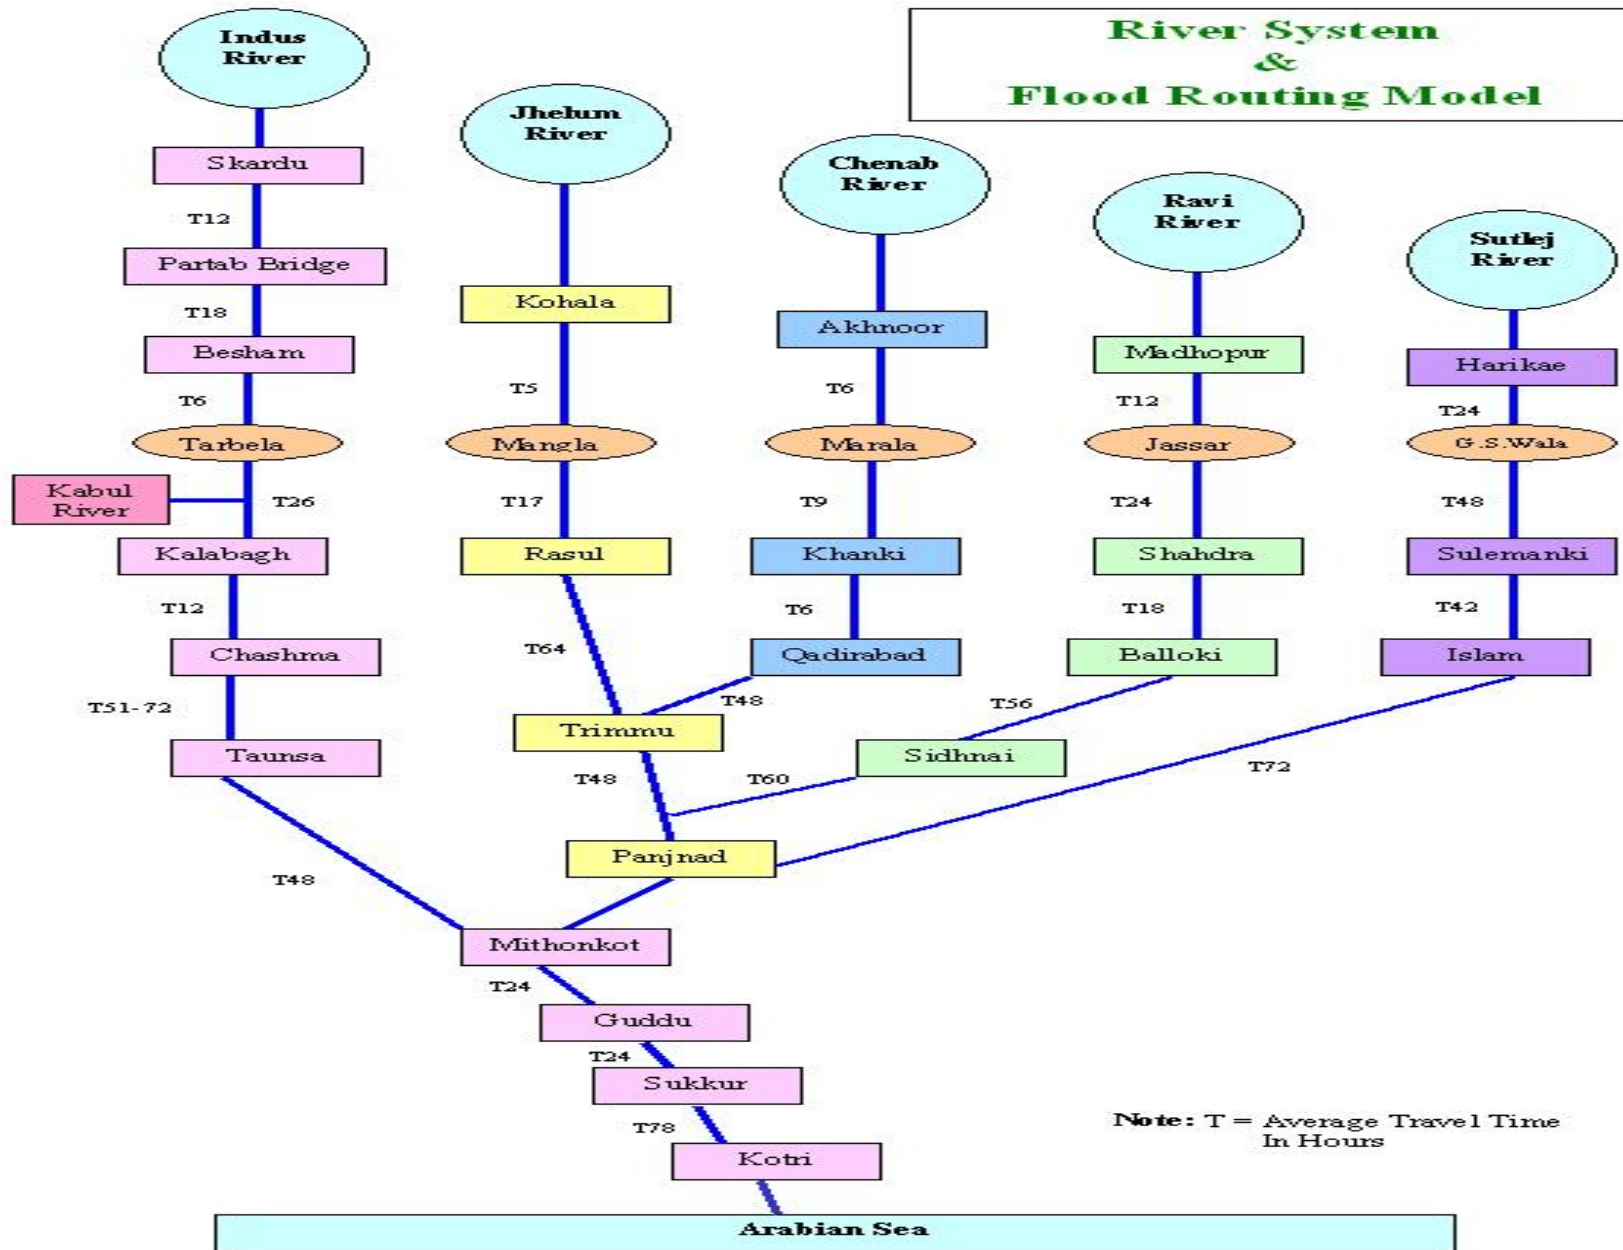 River System
&
Flood Routing Model
Indus
River
Jhelum
River
Chenab
River
Ravi
River
Sutlej
River
Skardu
T12
Partab Bridge
T18
Besham
T6
Tarbela
Kabul
River
T26
Kalabagh
T12
Chashma
T51-72
Taunsa
T48
Kohala
T5
Mangla
T17
Rasul
T64
Trimmu
T48
Panjnad
Akhnoor
T6
Marala
T9
Khanki
T6
Qadirabad
T48
Madhopur
T12
Jassar
T24
Shahdra
T18
Balloki
T56
Sidhnai
T60
Harikae
T24
G.S.Wala
T48
Sulemanki
T42
Islam
T72
Mithonkot
T24
Guddu
T24
Sukkur
T78
Kotri
Arabian Sea
Note: T = Average Travel Time
In Hours